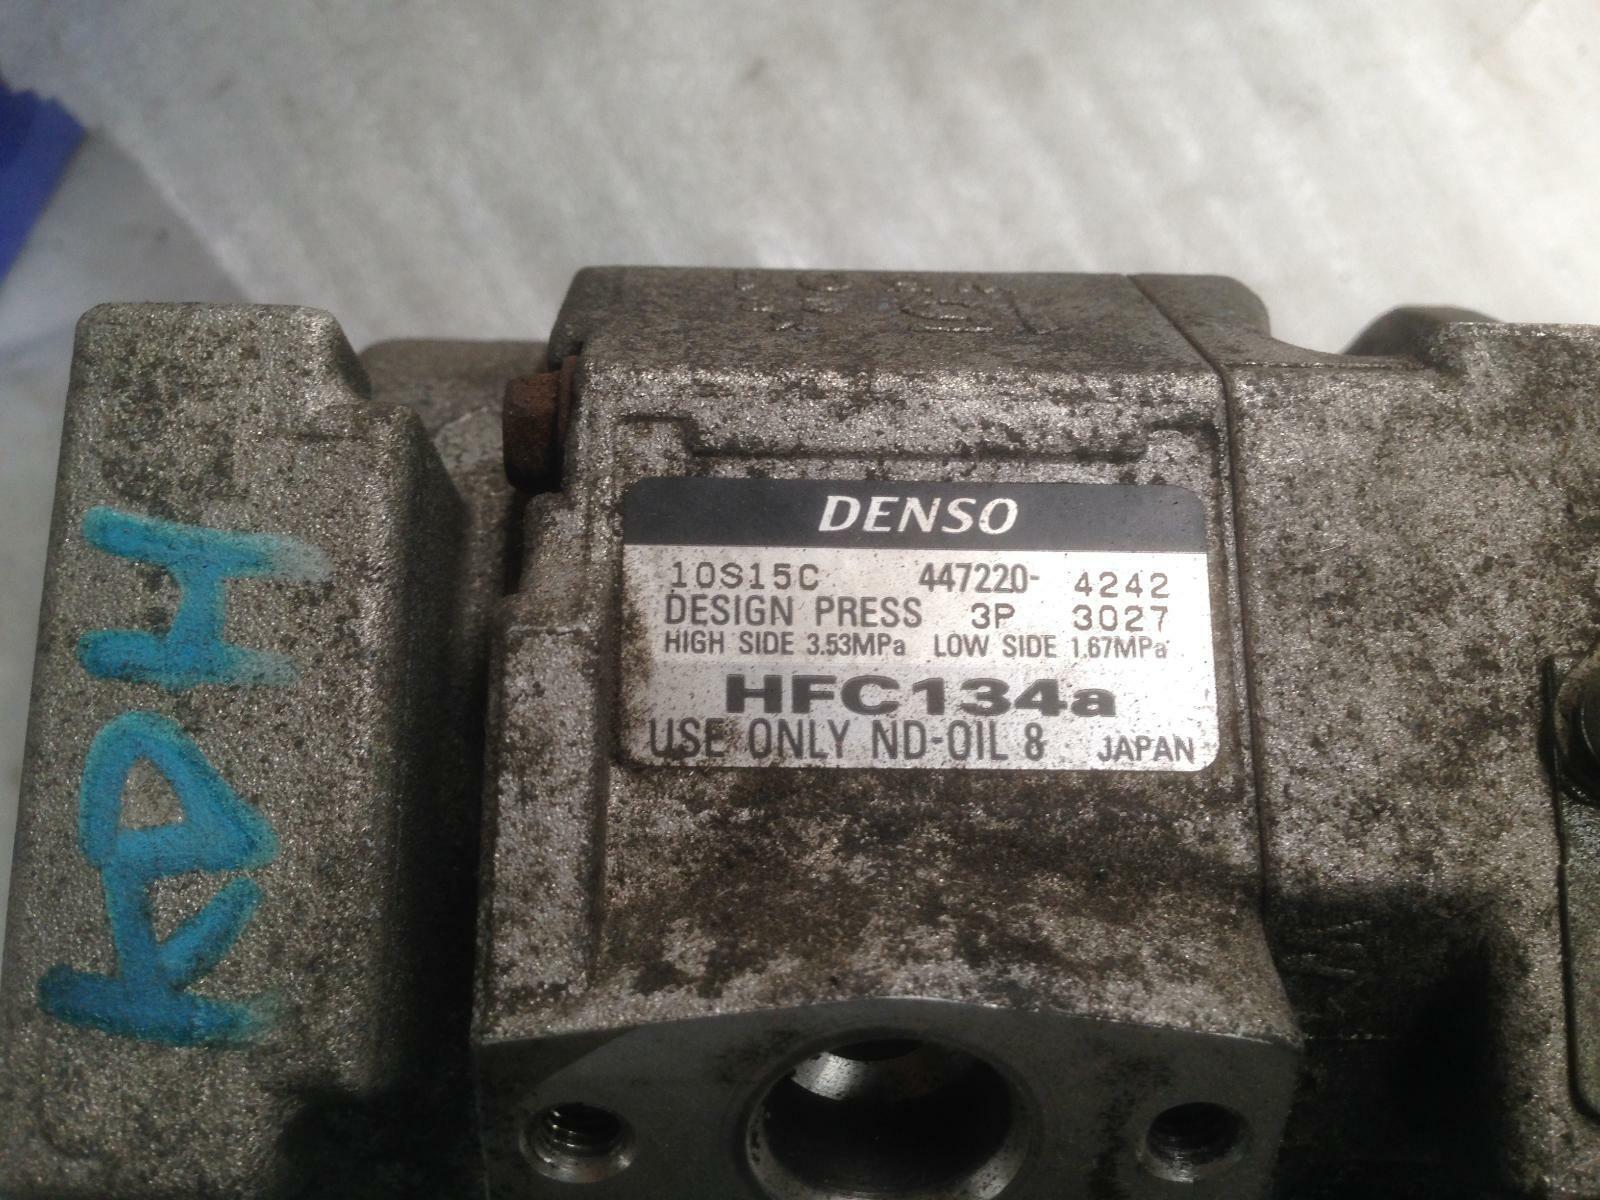 DENSO
10S15C 447220- 4242
DESIGN PRESS 3P 3027
HIGH SIDE 3.53MPa LOW SIDE 1.67MPa
HFC134a
USE ONLY ND-OIL 8 JAPAN
KDH